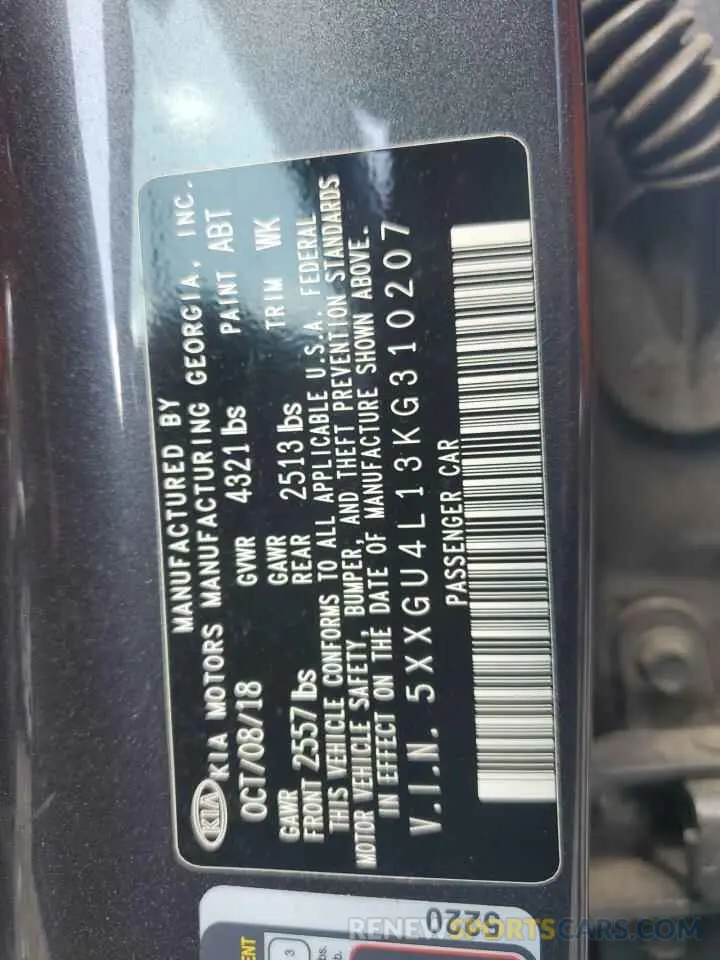 MANUFACTURED BY
KIA KIA MOTORS MANUFACTURING GEORGIA, INC.
OCT/08/18 GVWR 4321 lbs PAINT ABT
GAWR FRONT 2557 lbs GAWR REAR 2513 lbs TRIM WK
THIS VEHICLE CONFORMS TO ALL APPLICABLE U.S.A. FEDERAL
MOTOR VEHICLE SAFETY, BUMPER, AND THEFT PREVENTION STANDARDS
IN EFFECT ON THE DATE OF MANUFACTURE SHOWN ABOVE.
V.I.N. 5XXGU4L13KG310207
PASSENGER CAR
5220
3
RENEWSPORTSCARS.COM